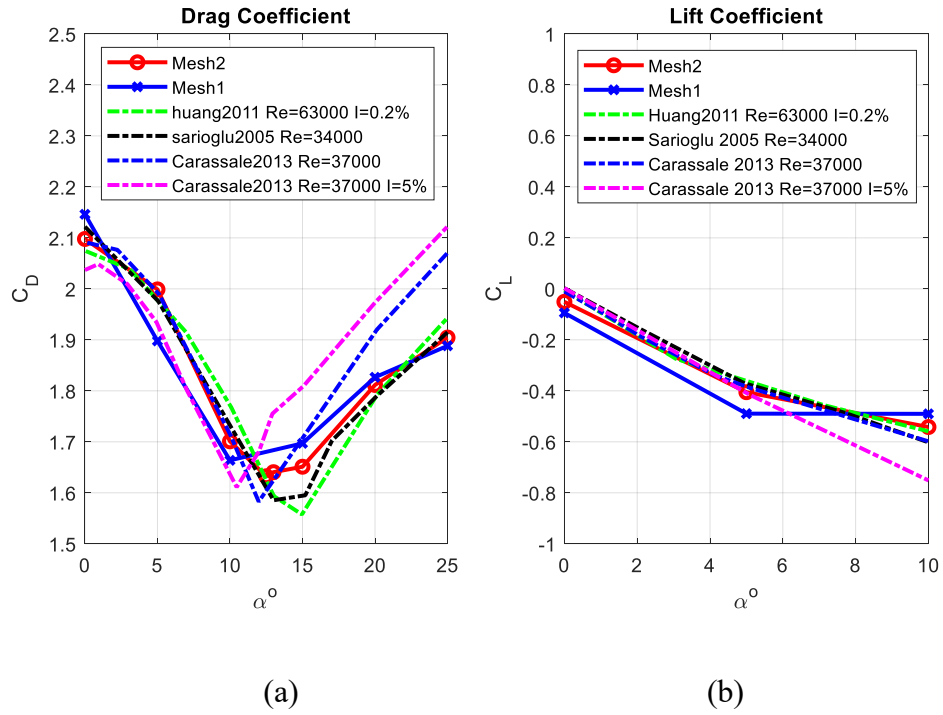 Drag Coefficient
2.5
2.4
2.3
2.2
2.1
2
1.9
1.8
1.7
1.6
1.5
C_D
Mesh2
Mesh1
huang2011 Re=63000 I=0.2%
sarioglu2005 Re=34000
Carassale2013 Re=37000
Carassale2013 Re=37000 I=5%
0 5 10 15 20 25
α°
(a)
Lift Coefficient
1
0.8
0.6
0.4
0.2
0
-0.2
-0.4
-0.6
-0.8
-1
C_L
Mesh2
Mesh1
Huang2011 Re=63000 I=0.2%
Sarioglu 2005 Re=34000
Carassale 2013 Re=37000
Carassale 2013 Re=37000 I=5%
0 2 4 6 8 10
α°
(b)